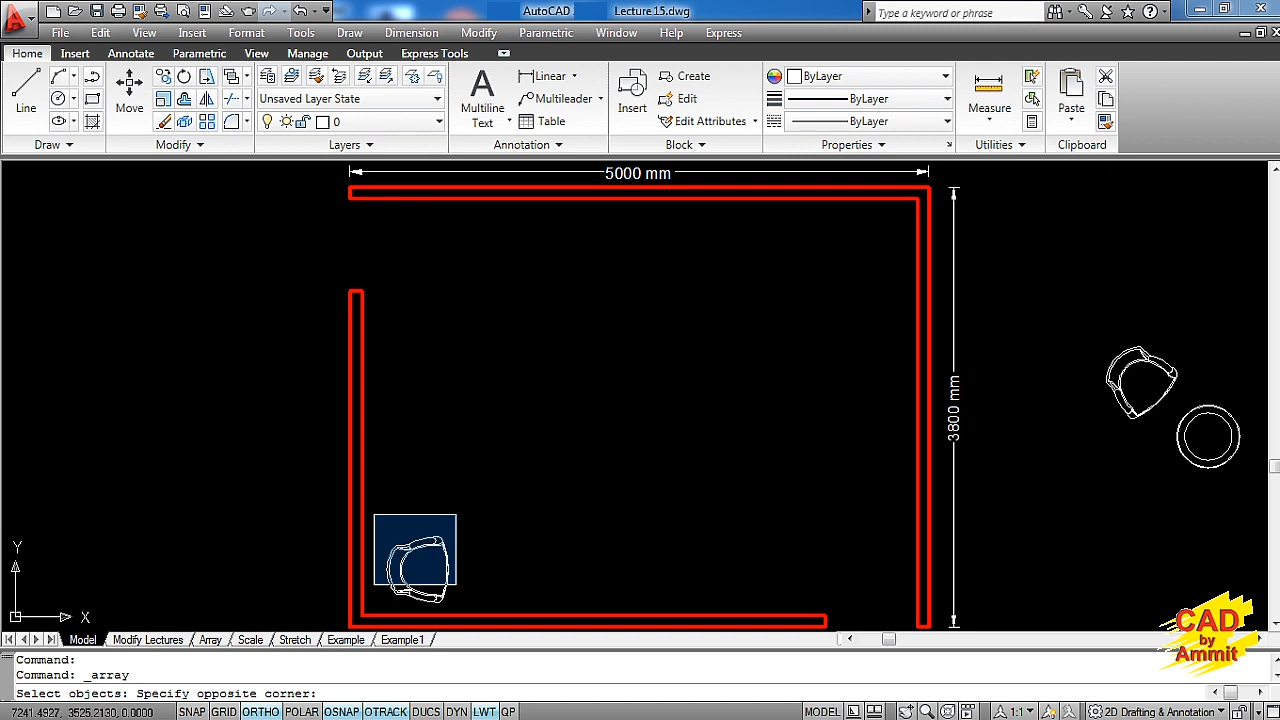 AutoCAD Lecture 15.dwg
Type a keyword or phrase
File Edit View Insert Format Tools Draw Dimension Modify Parametric Window Help Express
Home Insert Annotate Parametric View Manage Output Express Tools
Line
Move
Unsaved Layer State
0
Multiline
Text
Linear
Multileader
Table
Insert
Create
Edit
Edit Attributes
ByLayer
ByLayer
ByLayer
Measure
Paste
Draw Modify Layers Annotation Block Properties Utilities Clipboard
5000 mm
3800 mm
Y
X
Model Modify Lectures Array Scale Stretch Example Example1
CAD
by
Ammit
Command:
Command: _array
Select objects: Specify opposite corner:
7241.4927, 3525.2130, 0.0000 SNAP GRID ORTHO POLAR OSNAP OTRACK DUCS DYN LWT QP MODEL 1:1 2D Drafting & Annotation